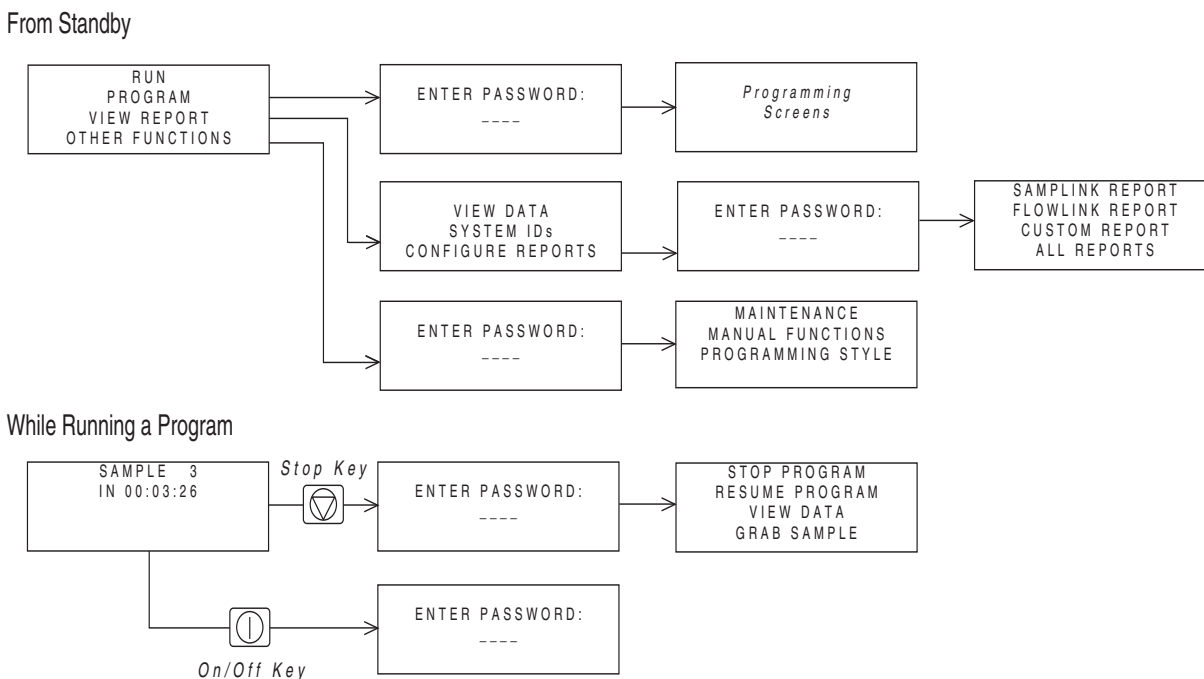 From Standby
RUN
PROGRAM
VIEW REPORT
OTHER FUNCTIONS
ENTER PASSWORD:
____
Programming
Screens
VIEW DATA
SYSTEM IDs
CONFIGURE REPORTS
ENTER PASSWORD:
____
SAMPLINK REPORT
FLOWLINK REPORT
CUSTOM REPORT
ALL REPORTS
ENTER PASSWORD:
____
MAINTENANCE
MANUAL FUNCTIONS
PROGRAMMING STYLE
While Running a Program
SAMPLE 3
IN 00:03:26
Stop Key
ENTER PASSWORD:
____
STOP PROGRAM
RESUME PROGRAM
VIEW DATA
GRAB SAMPLE
On/Off Key
ENTER PASSWORD:
____